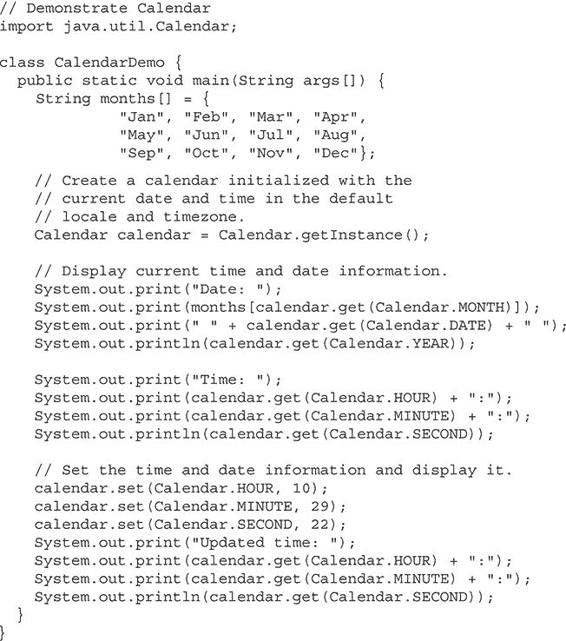 // Demonstrate Calendar
import java.util.Calendar;

class CalendarDemo {
  public static void main(String args[]) {
    String months[] = {
             "Jan", "Feb", "Mar", "Apr",
             "May", "Jun", "Jul", "Aug",
             "Sep", "Oct", "Nov", "Dec"};

    // Create a calendar initialized with the
    // current date and time in the default
    // locale and timezone.
    Calendar calendar = Calendar.getInstance();

    // Display current time and date information.
    System.out.print("Date: ");
    System.out.print(months[calendar.get(Calendar.MONTH)]);
    System.out.print(" " + calendar.get(Calendar.DATE) + " ");
    System.out.println(calendar.get(Calendar.YEAR));

    System.out.print("Time: ");
    System.out.print(calendar.get(Calendar.HOUR) + ":");
    System.out.print(calendar.get(Calendar.MINUTE) + ":");
    System.out.println(calendar.get(Calendar.SECOND));

    // Set the time and date information and display it.
    calendar.set(Calendar.HOUR, 10);
    calendar.set(Calendar.MINUTE, 29);
    calendar.set(Calendar.SECOND, 22);
    System.out.print("Updated time: ");
    System.out.print(calendar.get(Calendar.HOUR) + ":");
    System.out.print(calendar.get(Calendar.MINUTE) + ":");
    System.out.println(calendar.get(Calendar.SECOND));
  }
}